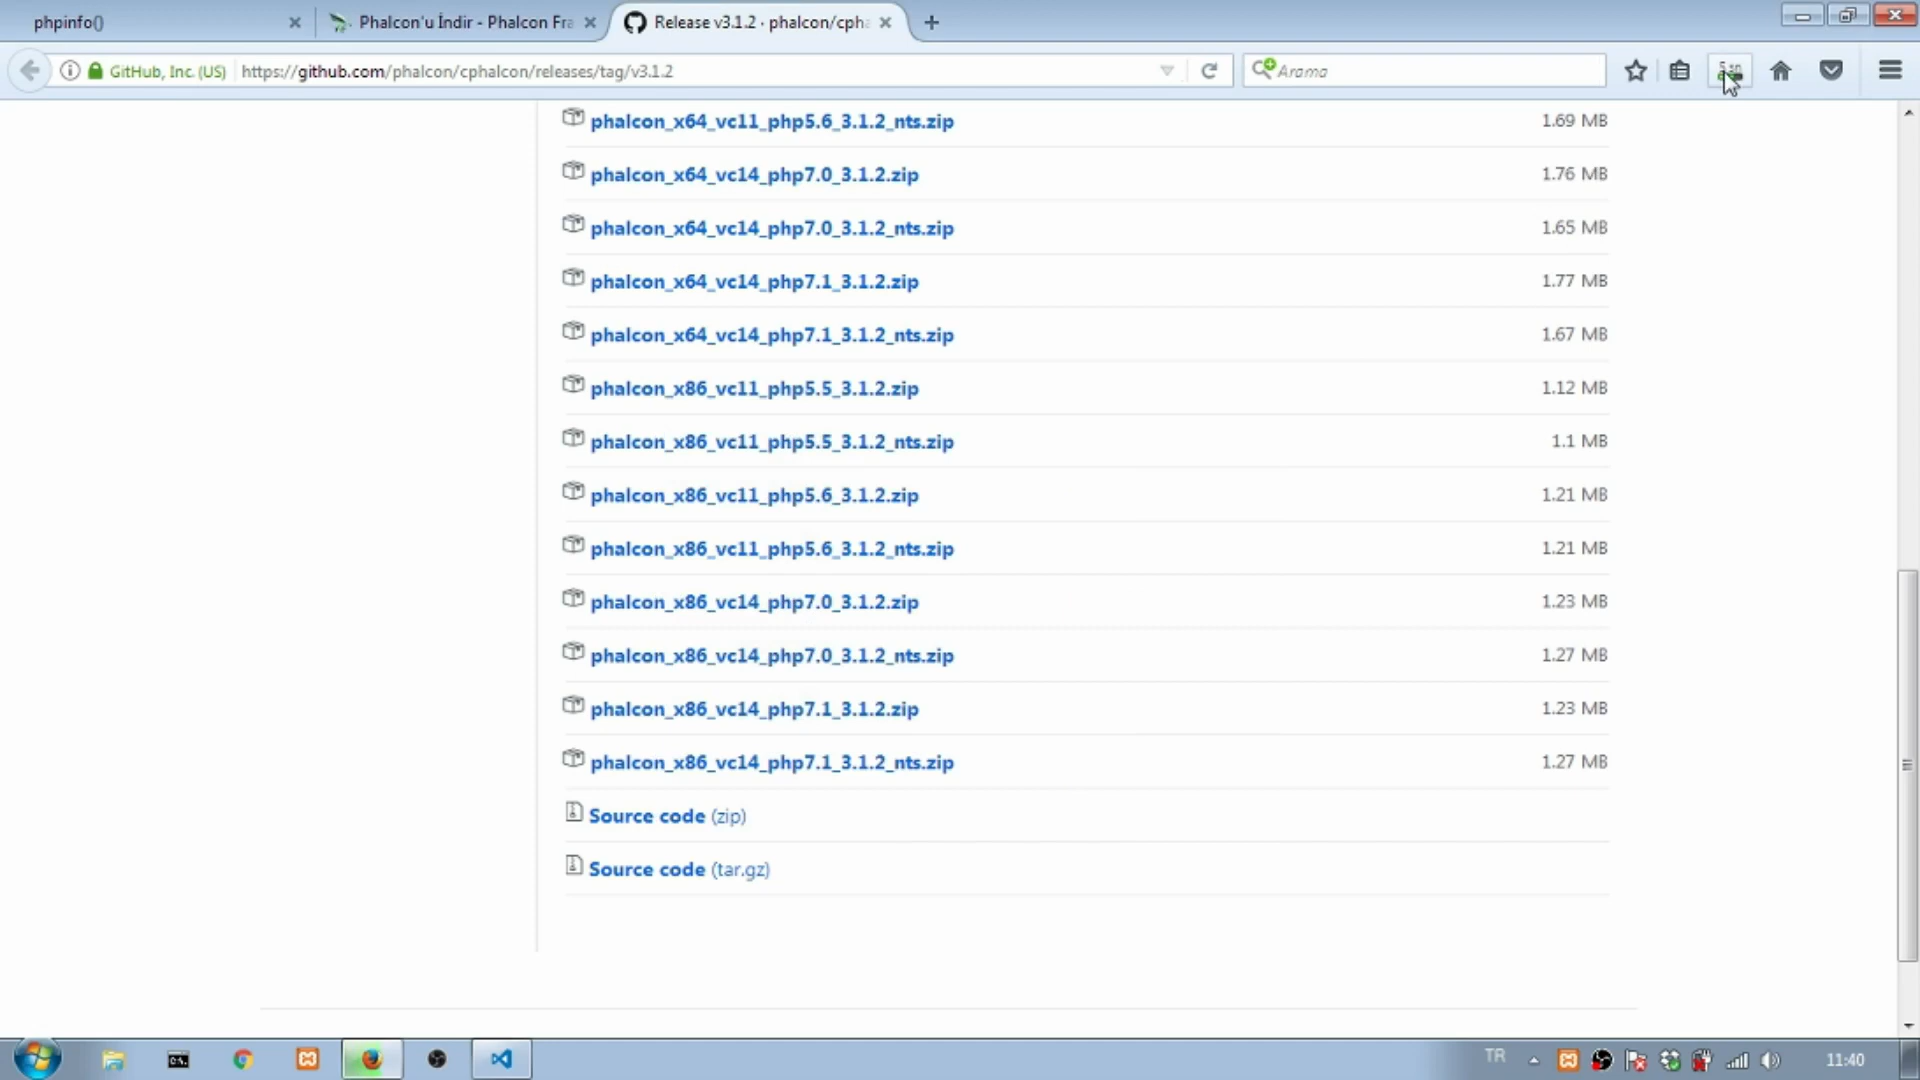 phpinfo()
Phalcon'u İndir - Phalcon Fra
Release v3.1.2 · phalcon/cpha
GitHub, Inc. (US)
https://github.com/phalcon/cphalcon/releases/tag/v3.1.2
Arama
phalcon_x64_vc11_php5.6_3.1.2_nts.zip 1.69 MB
phalcon_x64_vc14_php7.0_3.1.2.zip 1.76 MB
phalcon_x64_vc14_php7.0_3.1.2_nts.zip 1.65 MB
phalcon_x64_vc14_php7.1_3.1.2.zip 1.77 MB
phalcon_x64_vc14_php7.1_3.1.2_nts.zip 1.67 MB
phalcon_x86_vc11_php5.5_3.1.2.zip 1.12 MB
phalcon_x86_vc11_php5.5_3.1.2_nts.zip 1.1 MB
phalcon_x86_vc11_php5.6_3.1.2.zip 1.21 MB
phalcon_x86_vc11_php5.6_3.1.2_nts.zip 1.21 MB
phalcon_x86_vc14_php7.0_3.1.2.zip 1.23 MB
phalcon_x86_vc14_php7.0_3.1.2_nts.zip 1.27 MB
phalcon_x86_vc14_php7.1_3.1.2.zip 1.23 MB
phalcon_x86_vc14_php7.1_3.1.2_nts.zip 1.27 MB
Source code (zip)
Source code (tar.gz)
TR
11:40